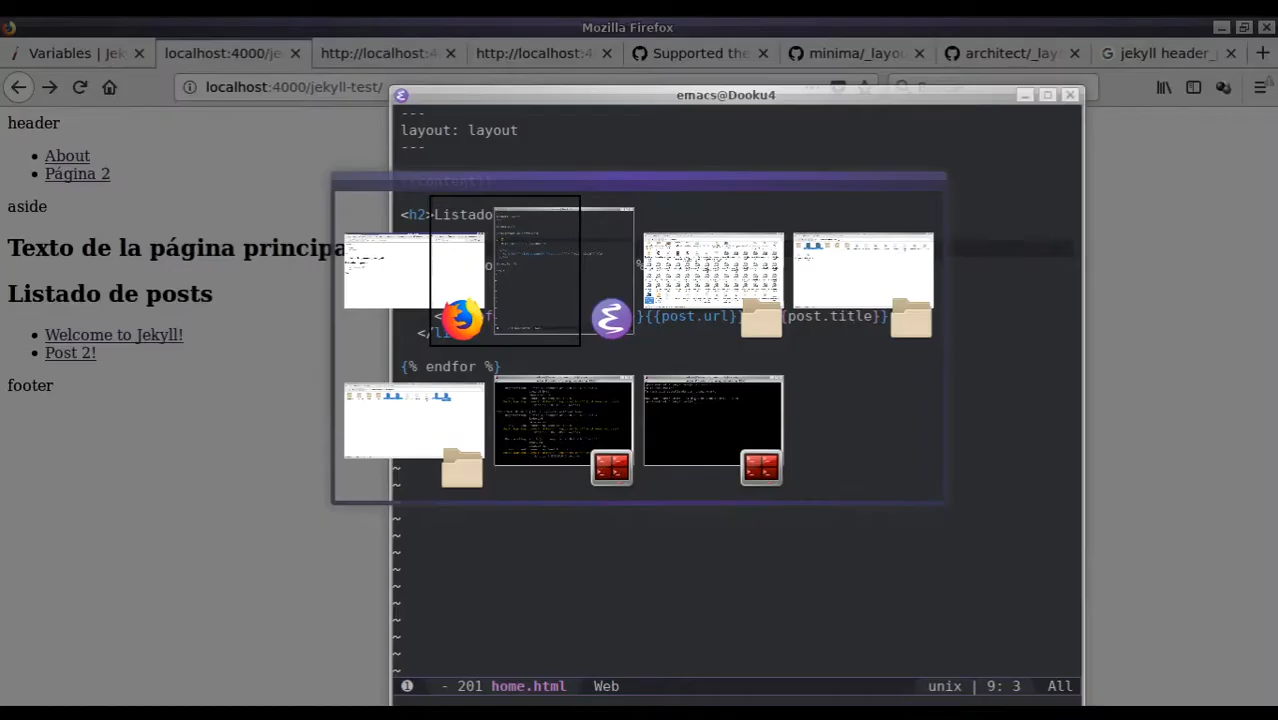 Mozilla Firefox
Variables | Jek
localhost:4000/je
http://localhost:4
http://localhost:4
Supported the
minima/_layou
architect/_lay
jekyll header_
localhost:4000/jekyll-test/
emacs@Dooku4
header
About
Página 2
aside
Texto de la página principa
Listado de posts
Welcome to Jekyll!
Post 2!
footer
---
layout: layout
---
{{content}}
<h2>Listado
}{{post.url}} {post.title}}
</li
{% endfor %}
~
~
~
~
~
~
~
~
~
~
~
~
- 201 home.html Web unix | 9: 3 All